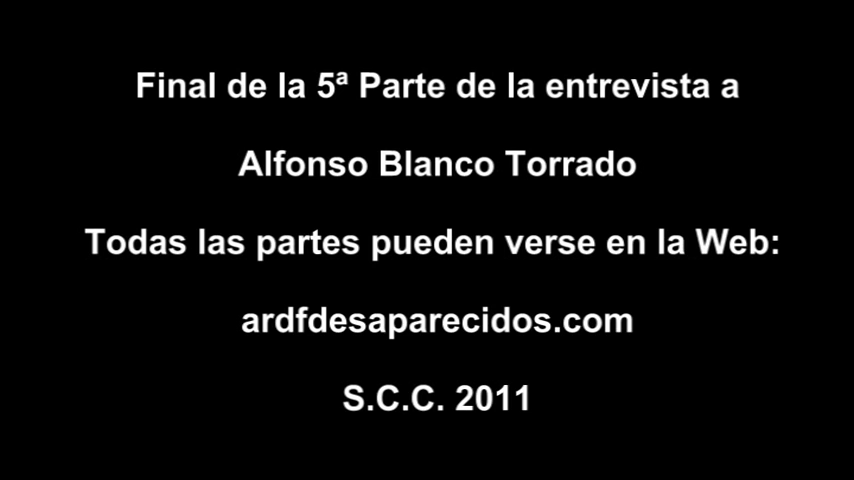 Final de la 5ª Parte de la entrevista a
Alfonso Blanco Torrado
Todas las partes pueden verse en la Web:
ardfdesaparecidos.com
S.C.C. 2011